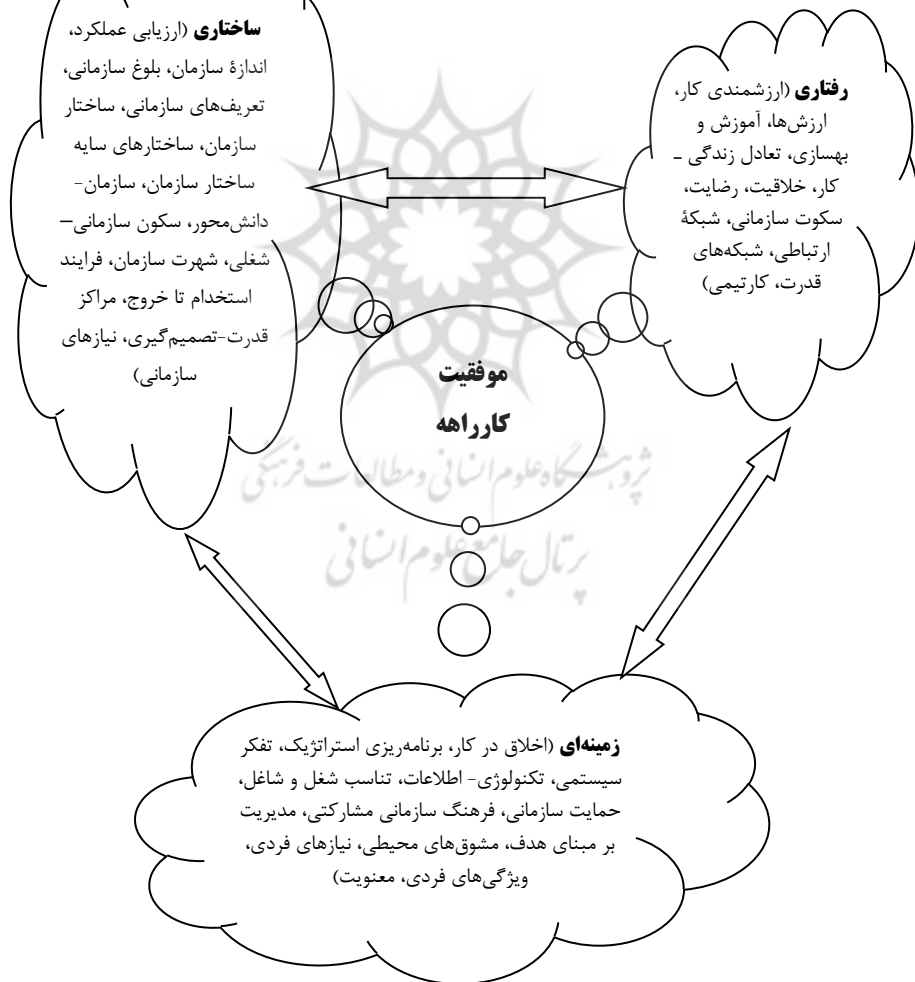 ساختاری (ارزیابی عملکرد،
اندازهٔ سازمان، بلوغ سازمانی،
تعریف‌های سازمانی، ساختار
سازمان، ساختارهای سایه
ساختار سازمان، سازمان-
دانش‌محور، سکون سازمانی–
شغلی، شهرت سازمان، فرایند
استخدام تا خروج، مراکز
قدرت-تصمیم‌گیری، نیازهای
سازمانی)
رفتاری (ارزشمندی کار،
ارزش‌ها، آموزش و
بهسازی، تعادل زندگی –
کار، خلاقیت، رضایت،
سکوت سازمانی، شبکهٔ
ارتباطی، شبکه‌های
قدرت، کارتیمی)
موفقیت
کارراهه
پژوهشگاه علوم انسانی و مطالعات فرهنگی
پرتال جامع علوم انسانی
زمینه‌ای (اخلاق در کار، برنامه‌ریزی استراتژیک، تفکر
سیستمی، تکنولوژی- اطلاعات، تناسب شغل و شاغل،
حمایت سازمانی، فرهنگ سازمانی مشارکتی، مدیریت
بر مبنای هدف، مشوق‌های محیطی، نیازهای فردی،
ویژگی‌های فردی، معنویت)